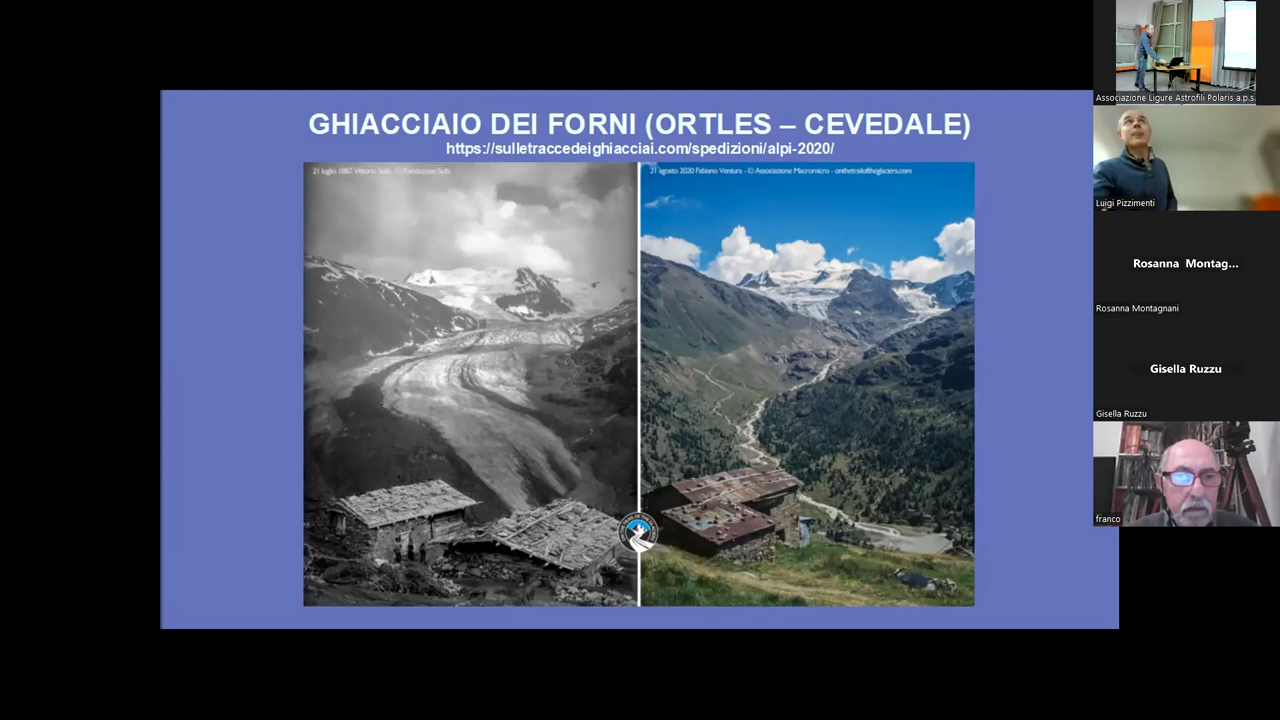 GHIACCIAIO DEI FORNI (ORTLES – CEVEDALE)
https://sulletraccedeighiacciai.com/spedizioni/alpi-2020/
21 luglio 1887 Vittorio Sella - © Fondazione Sella
21 agosto 2020 Fabiano Ventura - © Associazione Macromicro - onthetrailoftheglaciers.com
Associazione Ligure Astrofili Polaris a.p.s.
Luigi Pizzimenti
Rosanna Montag...
Rosanna Montagnani
Gisella Ruzzu
Gisella Ruzzu
franco